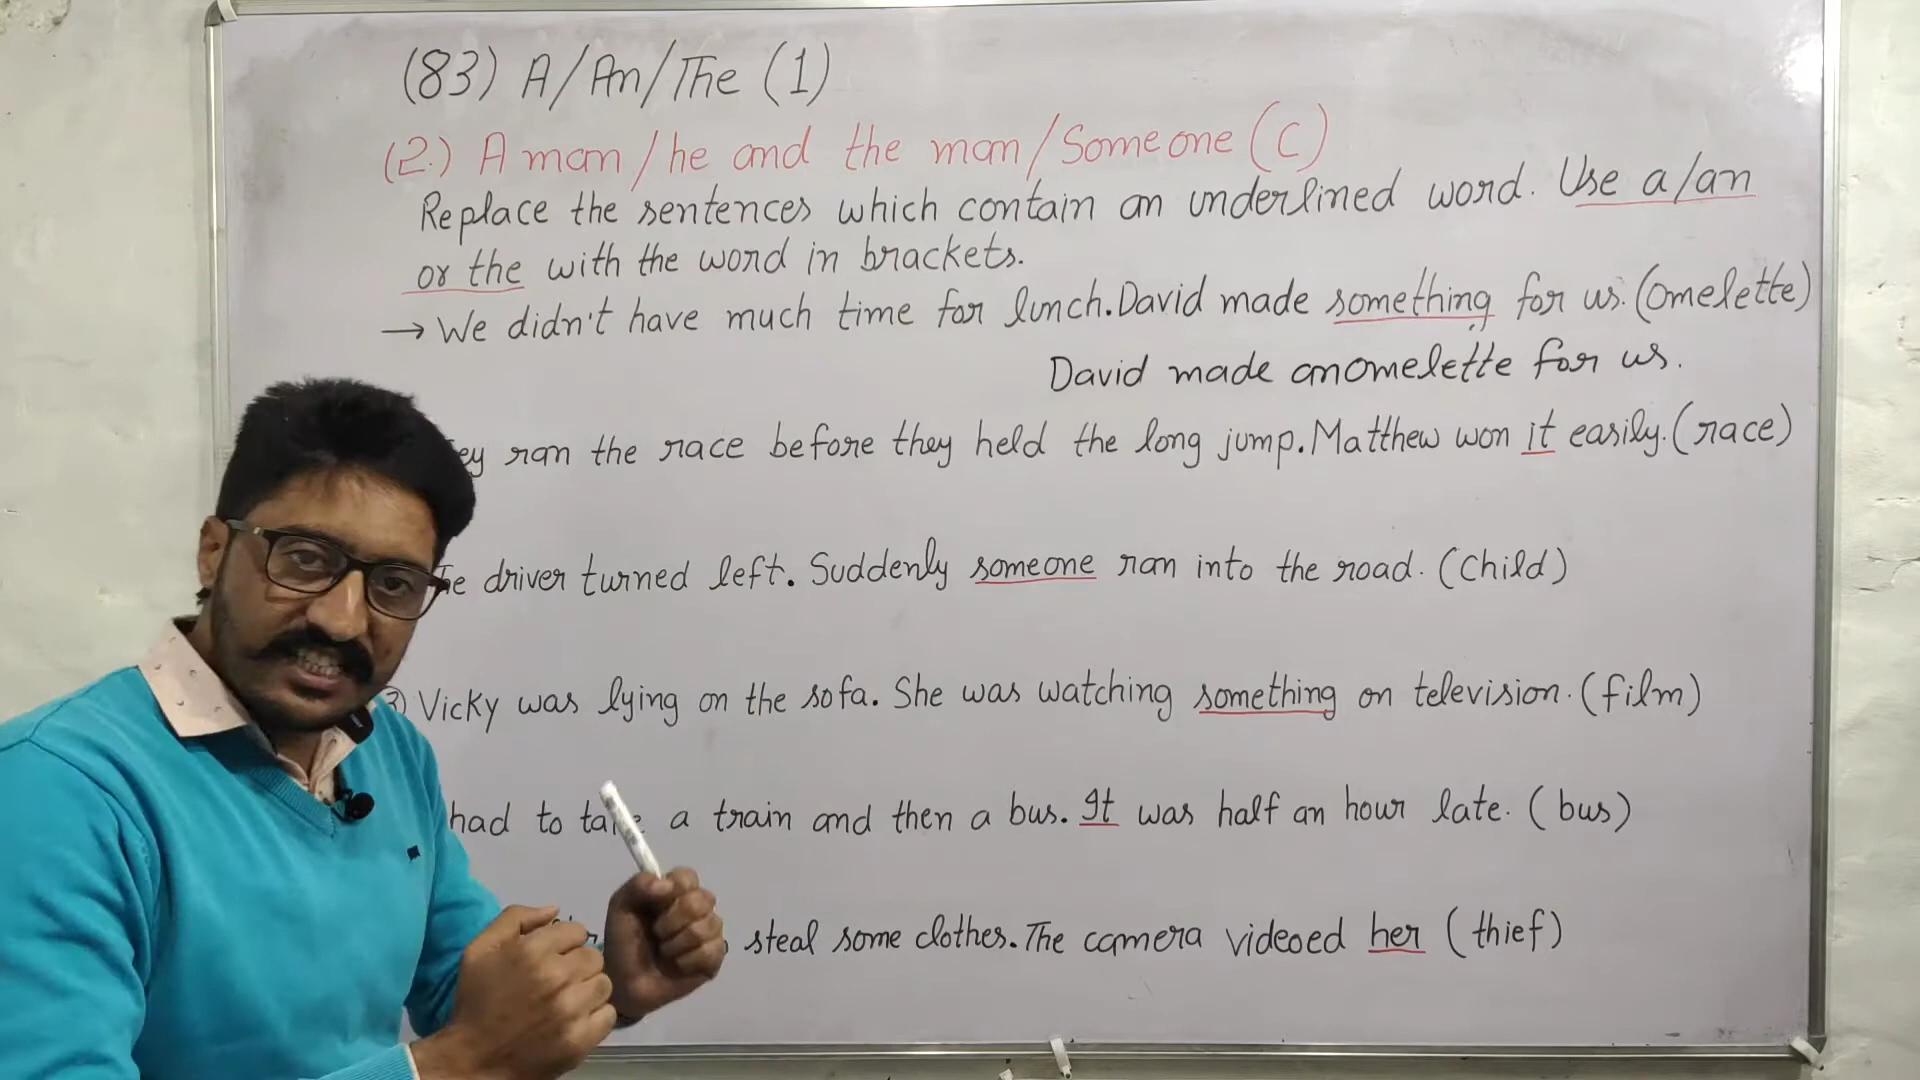 (83) A/An/The (1)
(2.) A man/he and the man/Someone (C)
Replace the sentences which contain an underlined word. Use a/an
or the with the word in brackets.
→ We didn't have much time for lunch. David made something for us. (Omelette)
David made an omelette for us.
ey ran the race before they held the long jump. Matthew won it easily. (race)
e driver turned left. Suddenly someone ran into the road. (Child)
3) Vicky was lying on the sofa. She was watching something on television. (film)
had to take a train and then a bus. It was half an hour late. (bus)
steal some clothes. The camera videoed her (thief)